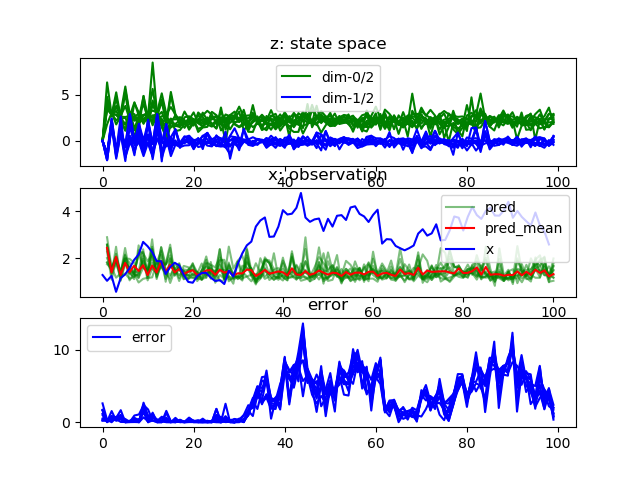 z: state space
dim-0/2
dim-1/2
5
0
0 20 40 60 80 100
x: observation
pred
pred_mean
x
4
2
0 20 40 60 80 100
error
error
10
0
0 20 40 60 80 100